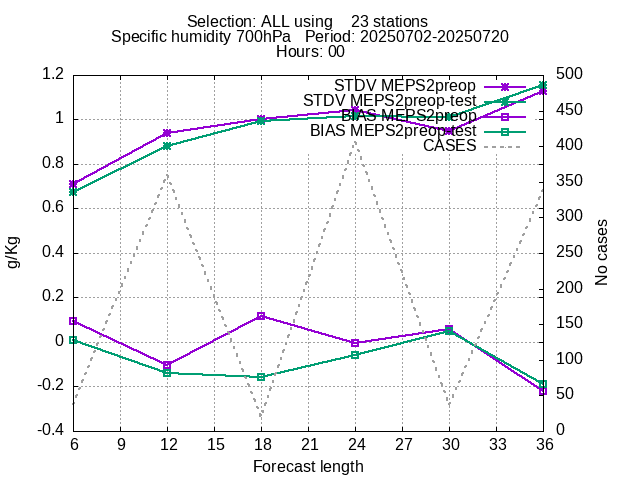 Selection: ALL using    23 stations
Specific humidity 700hPa   Period: 20250702-20250720
Hours: 00
STDV MEPS2preop
STDV MEPS2preop-test
BIAS MEPS2preop
BIAS MEPS2preop-test
CASES
g/Kg
1.2
1
0.8
0.6
0.4
0.2
0
-0.2
-0.4
500
450
400
350
300
250
200
150
100
50
0
No cases
6 9 12 15 18 21 24 27 30 33 36
Forecast length